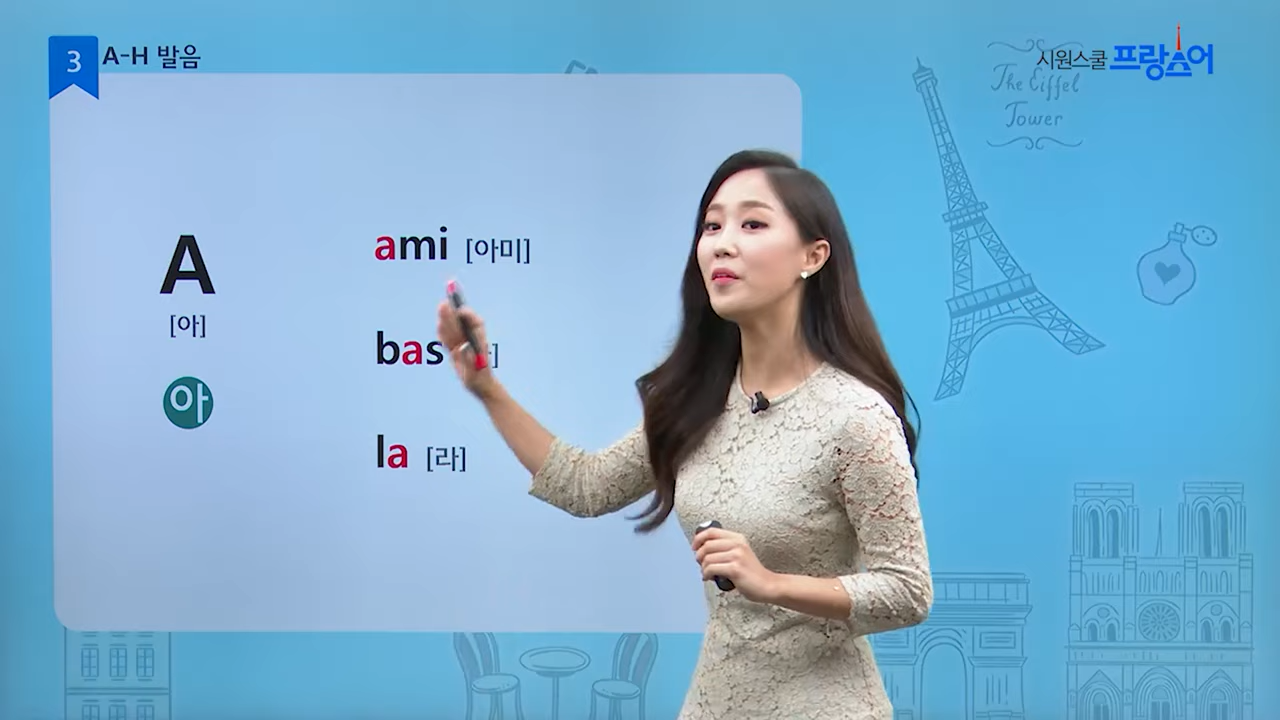 3 A-H 발음
시원스쿨 프랑스어
The Eiffel
Tower
A
[아]
아
ami [아미]
bas
la [라]